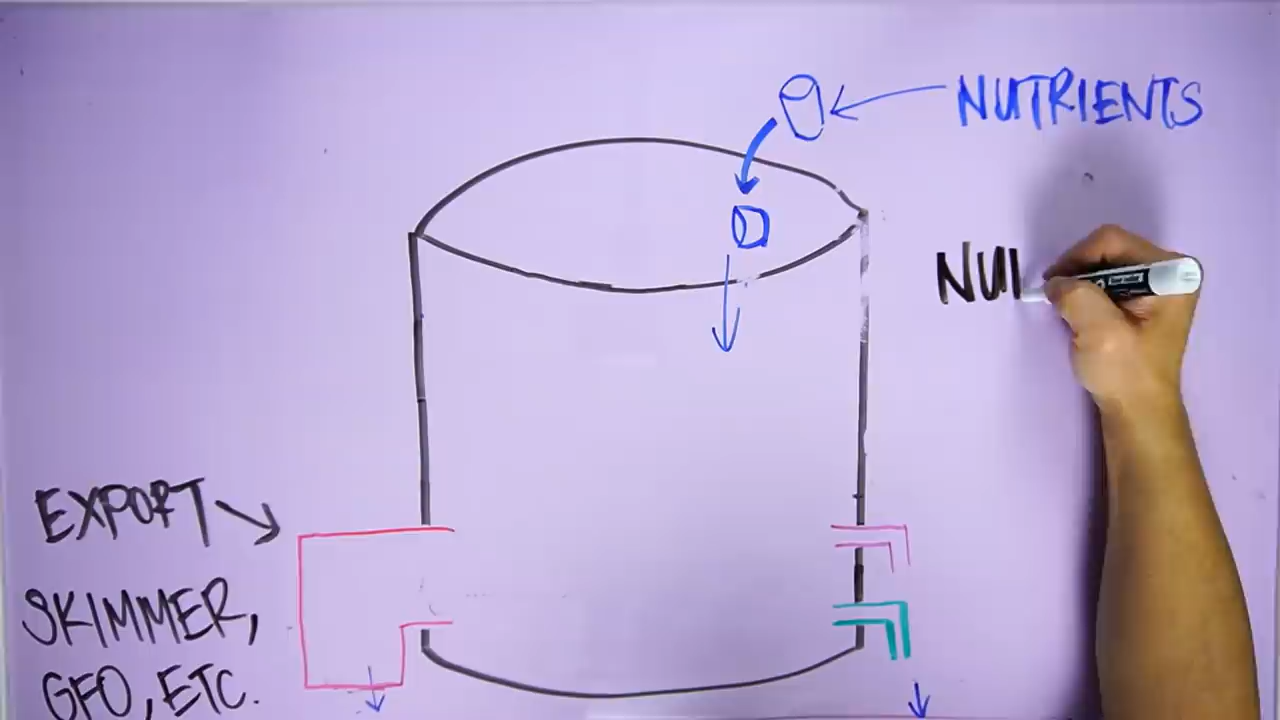 NUTRIENTS
NU
EXPORT
SKIMMER,
GFO, ETC.